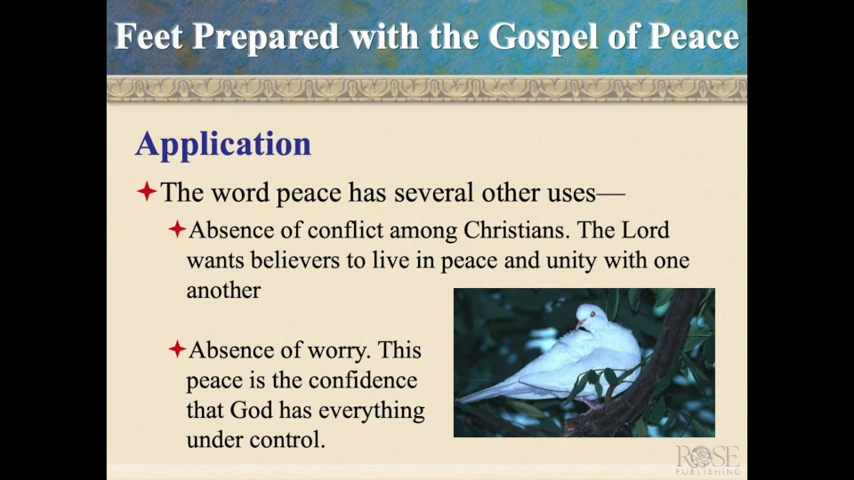 Feet Prepared with the Gospel of Peace
Application
The word peace has several other uses—
Absence of conflict among Christians. The Lord
wants believers to live in peace and unity with one
another
Absence of worry. This
peace is the confidence
that God has everything
under control.
ROSE
PUBLISHING